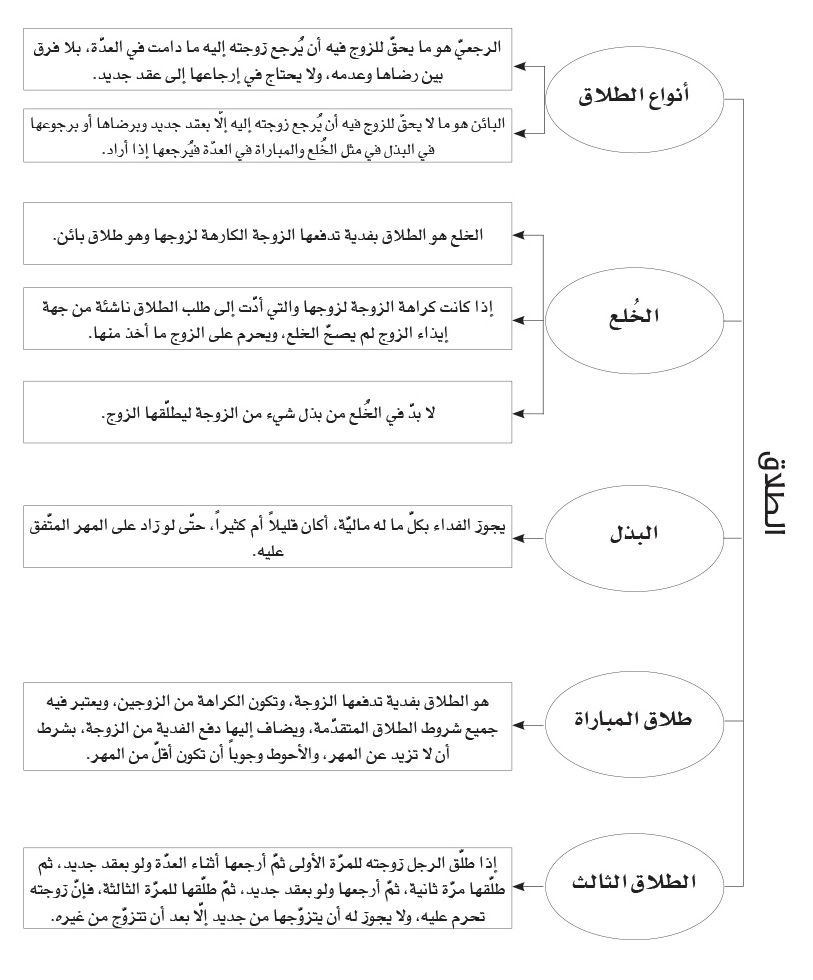 الطلاق
أنواع الطلاق
الرجعيّ هو ما يحقّ للزوج فيه أن يُرجع زوجته إليه ما دامت في العدّة، بلا فرق
بين رضاها وعدمه، ولا يحتاج في إرجاعها إلى عقد جديد.
البائن هو ما لا يحقّ للزوج فيه أن يُرجع زوجته إليه إلّا بعقد جديد وبرضاها أو برجوعها
في البذل في مثل الخُلع والمباراة في العدّة فيُرجعها إذا أراد.
الخُلع
الخلع هو الطلاق بفدية تدفعها الزوجة الكارهة لزوجها وهو طلاق بائن.
إذا كانت كراهة الزوجة لزوجها والتي أدّت إلى طلب الطلاق ناشئة من جهة
إيذاء الزوج لم يصحّ الخلع، ويحرم على الزوج ما أخذ منها.
لا بدّ في الخُلع من بذل شيء من الزوجة ليطلّقها الزوج.
البذل
يجوز الفداء بكلّ ما له ماليّة، أكان قليلاً أم كثيراً، حتّى لو زاد على المهر المتّفق
عليه.
طلاق المباراة
هو الطلاق بفدية تدفعها الزوجة، وتكون الكراهة من الزوجين، ويعتبر فيه
جميع شروط الطلاق المتقدّمة، ويضاف إليها دفع الفدية من الزوجة، بشرط
أن لا تزيد عن المهر، والأحوط وجوباً أن تكون أقلّ من المهر.
الطلاق الثالث
إذا طلّق الرجل زوجته للمرّة الأولى ثمّ أرجعها أثناء العدّة ولو بعقد جديد، ثم
طلّقها مرّة ثانية، ثمّ أرجعها ولو بعقد جديد، ثمّ طلّقها للمرّة الثالثة، فإنّ زوجته
تحرم عليه، ولا يجوز له أن يتزوّجها من جديد إلّا بعد أن تتزوّج من غيره.